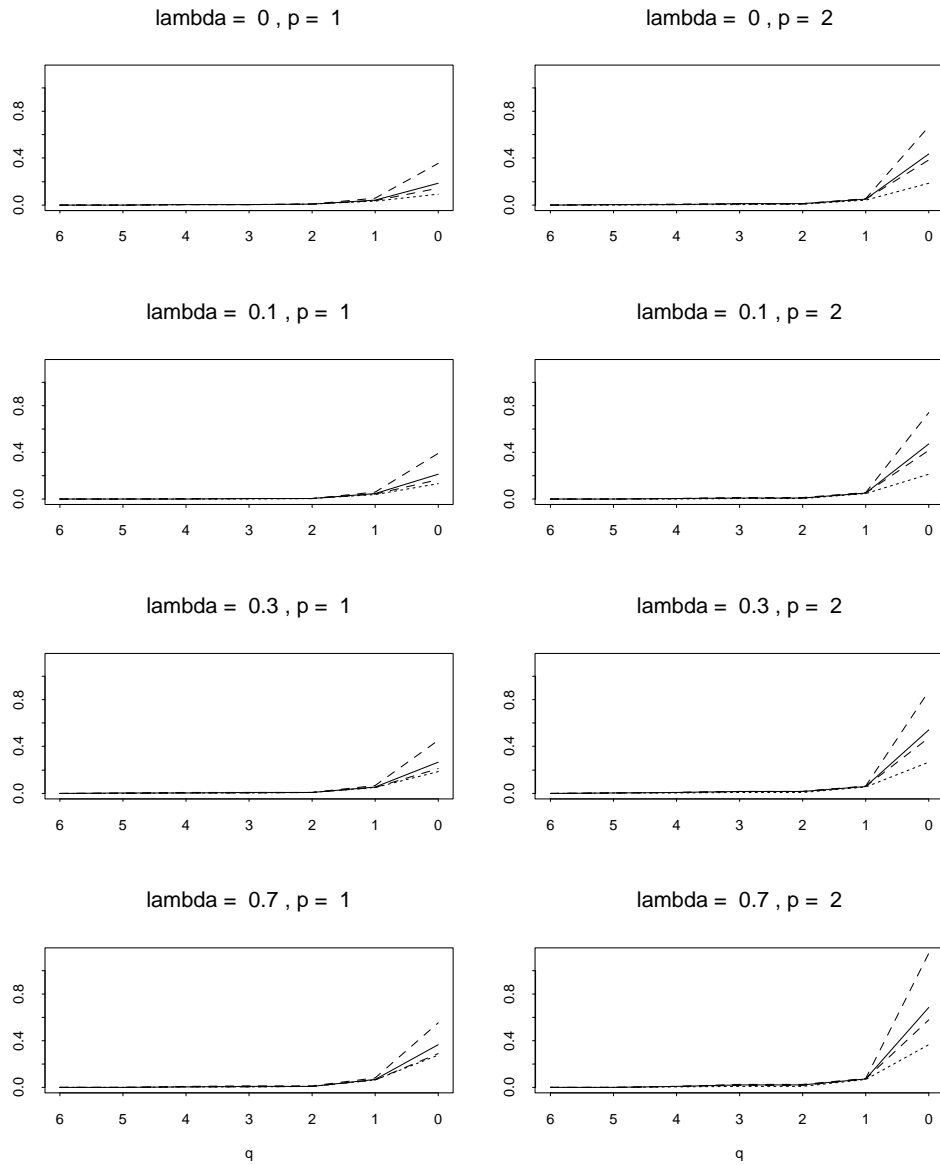 lambda = 0 , p = 1
0.0 0.4 0.8
6 5 4 3 2 1 0
lambda = 0 , p = 2
0.0 0.4 0.8
6 5 4 3 2 1 0
lambda = 0.1 , p = 1
0.0 0.4 0.8
6 5 4 3 2 1 0
lambda = 0.1 , p = 2
0.0 0.4 0.8
6 5 4 3 2 1 0
lambda = 0.3 , p = 1
0.0 0.4 0.8
6 5 4 3 2 1 0
lambda = 0.3 , p = 2
0.0 0.4 0.8
6 5 4 3 2 1 0
lambda = 0.7 , p = 1
0.0 0.4 0.8
6 5 4 3 2 1 0
q
lambda = 0.7 , p = 2
0.0 0.4 0.8
6 5 4 3 2 1 0
q